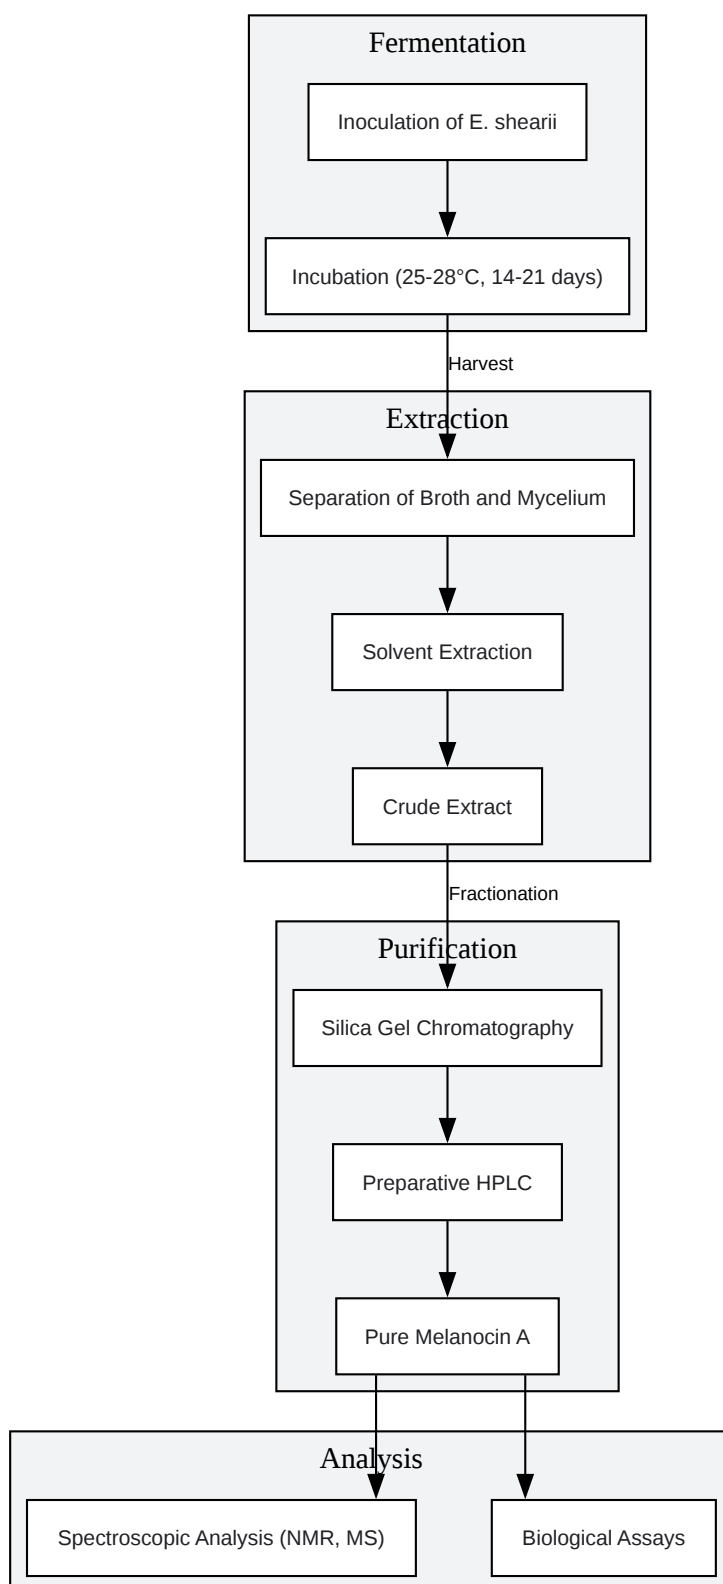 Fermentation
Inoculation of E. shearii
Incubation (25-28°C, 14-21 days)
Harvest
Extraction
Separation of Broth and Mycelium
Solvent Extraction
Crude Extract
Fractionation
Purification
Silica Gel Chromatography
Preparative HPLC
Pure Melanocin A
Analysis
Spectroscopic Analysis (NMR, MS)
Biological Assays